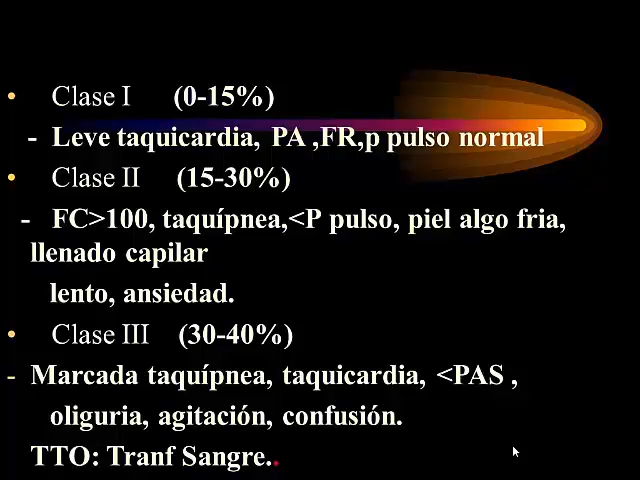 • Clase I (0-15%)
- Leve taquicardia, PA ,FR,p pulso normal
• Clase II (15-30%)
- FC>100, taquípnea,<P pulso, piel algo fria,
llenado capilar
lento, ansiedad.
• Clase III (30-40%)
- Marcada taquípnea, taquicardia, <PAS ,
oliguria, agitación, confusión.
TTO: Tranf Sangre..